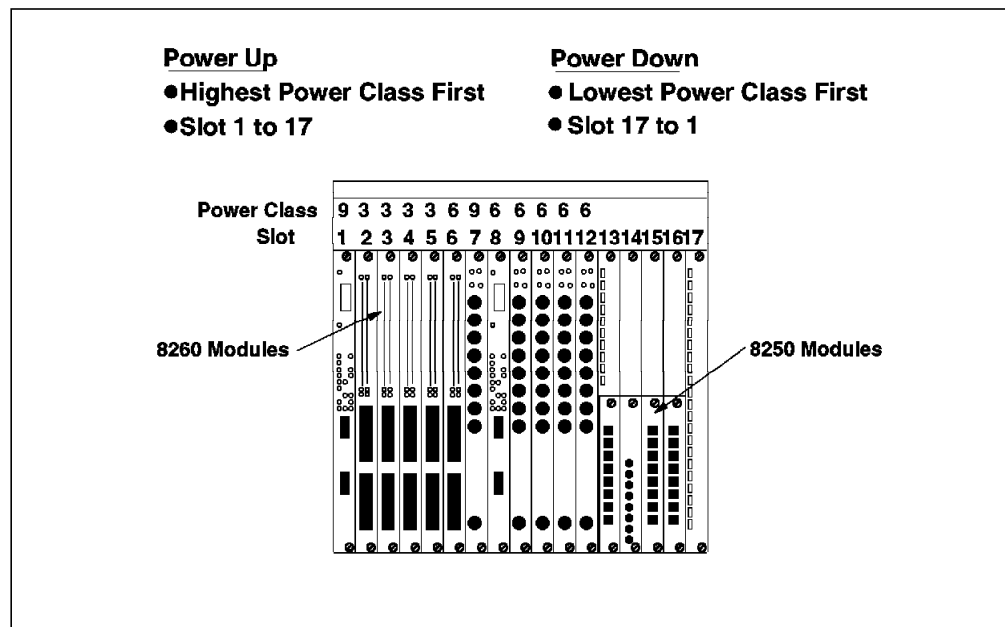 Power Up
●Highest Power Class First
●Slot 1 to 17
Power Down
● Lowest Power Class First
● Slot 17 to 1
Power Class 9 3 3 3 3 6 9 6 6 6 6 6
Slot 1 2 3 4 5 6 7 8 9 10 11 12 13 14 15 16 17
8260 Modules
8250 Modules